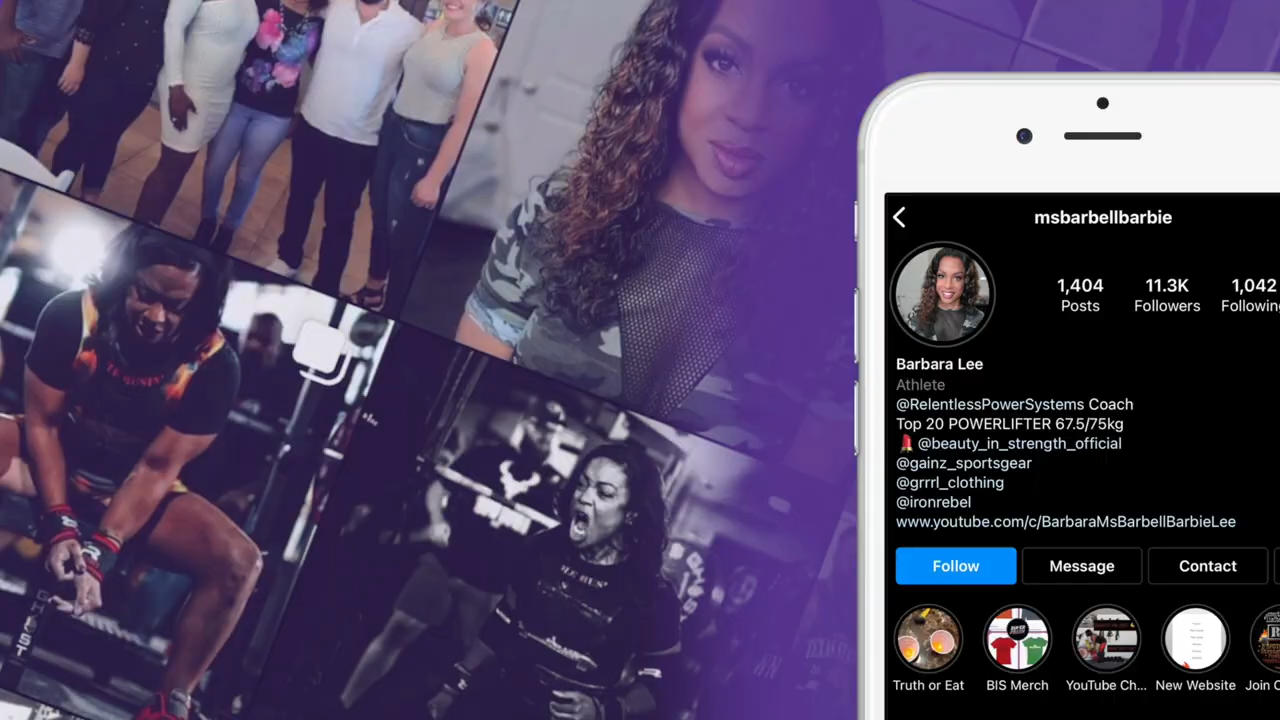 msbarbellbarbie
1,404
11.3K
1,042
Posts
Followers
Following
Barbara Lee
Athlete
@RelentlessPowerSystems Coach
Top 20 POWERLIFTER 67.5/75kg
💄 @beauty_in_strength_official
@gainz_sportsgear
@grrrl_clothing
@ironrebel
www.youtube.com/c/BarbaraMsBarbellBarbieLee
Follow
Message
Contact
Truth or Eat
BIS Merch
YouTube Ch...
New Website
Join C